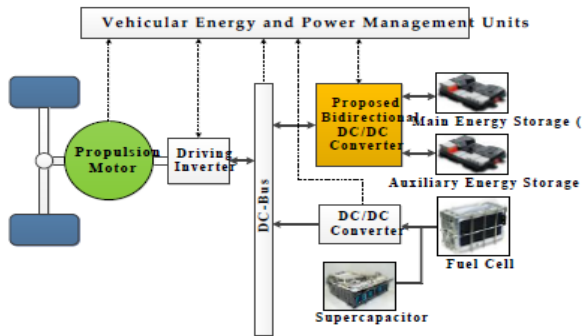 Vehicular Energy and Power Management Units
Proposed
Bidirectional
DC/DC
Converter
Main Energy Storage (
Propulsion
Motor
Driving
Inverter
DC-Bus
Auxiliary Energy Storage
DC/DC
Converter
Fuel Cell
Supercapacitor